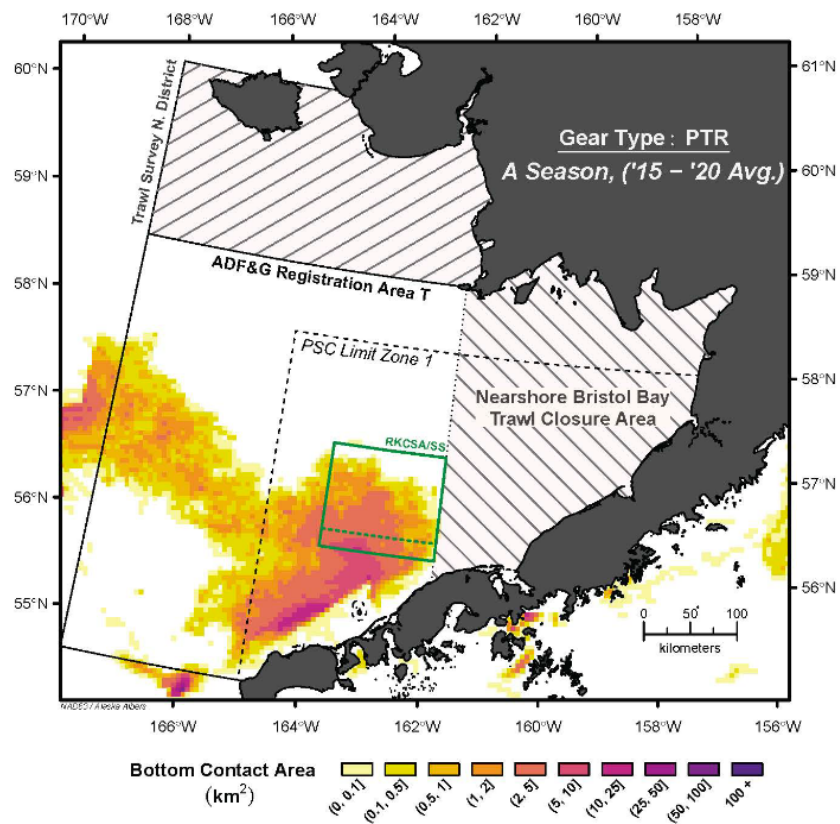 170°W 168°W 166°W 164°W 162°W 160°W 158°W
60°N
59°N
58°N
57°N
56°N
55°N
61°N
60°N
59°N
58°N
57°N
56°N
Trawl Survey N. District
Gear Type : PTR
A Season, ('15 – '20 Avg.)
ADF&G Registration Area T
PSC Limit Zone 1
Nearshore Bristol Bay
Trawl Closure Area
RKCSA/SS
0 50 100
kilometers
NAD83 / Alaska Albers
166°W 164°W 162°W 160°W 158°W 156°W
Bottom Contact Area
(km²)
(0, 0.1]
(0.1, 0.5]
(0.5, 1]
(1, 2]
(2, 5]
(5, 10]
(10, 25]
(25, 50]
(50, 100]
100 +